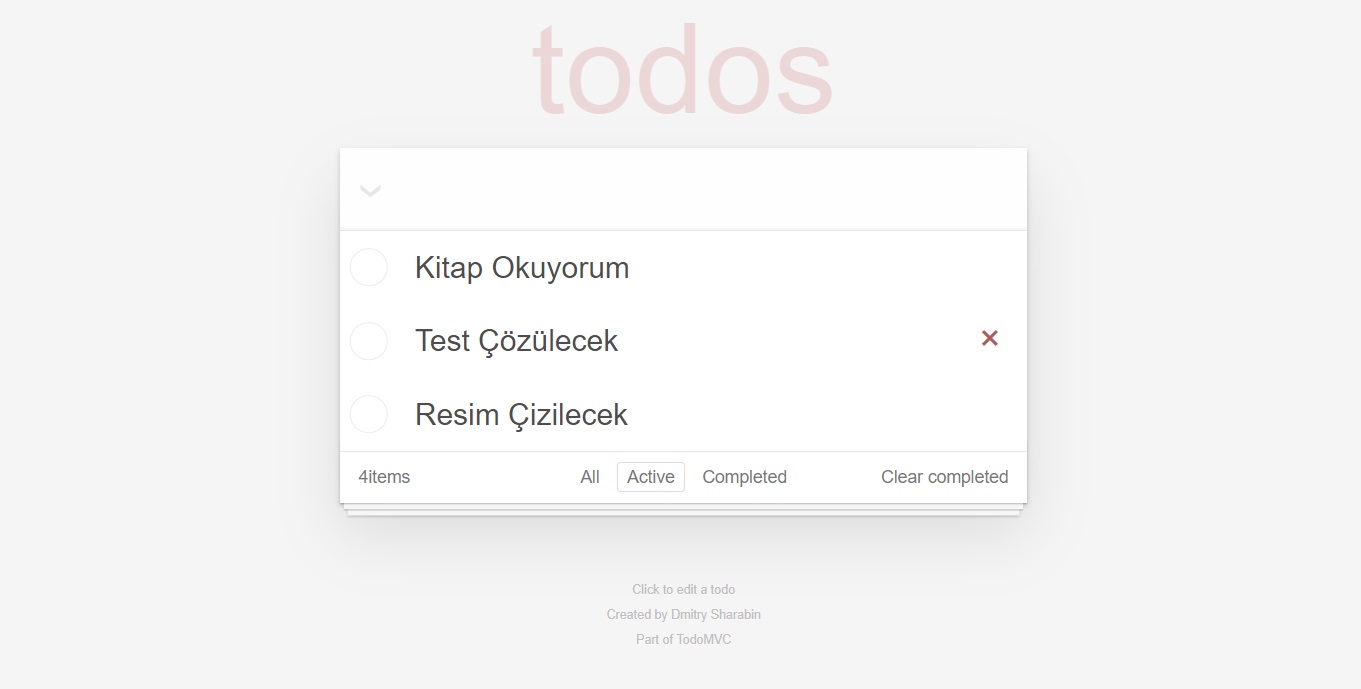 todos
Kitap Okuyorum
Test Çözülecek
Resim Çizilecek
4items All Active Completed Clear completed
Click to edit a todo
Created by Dmitry Sharabin
Part of TodoMVC